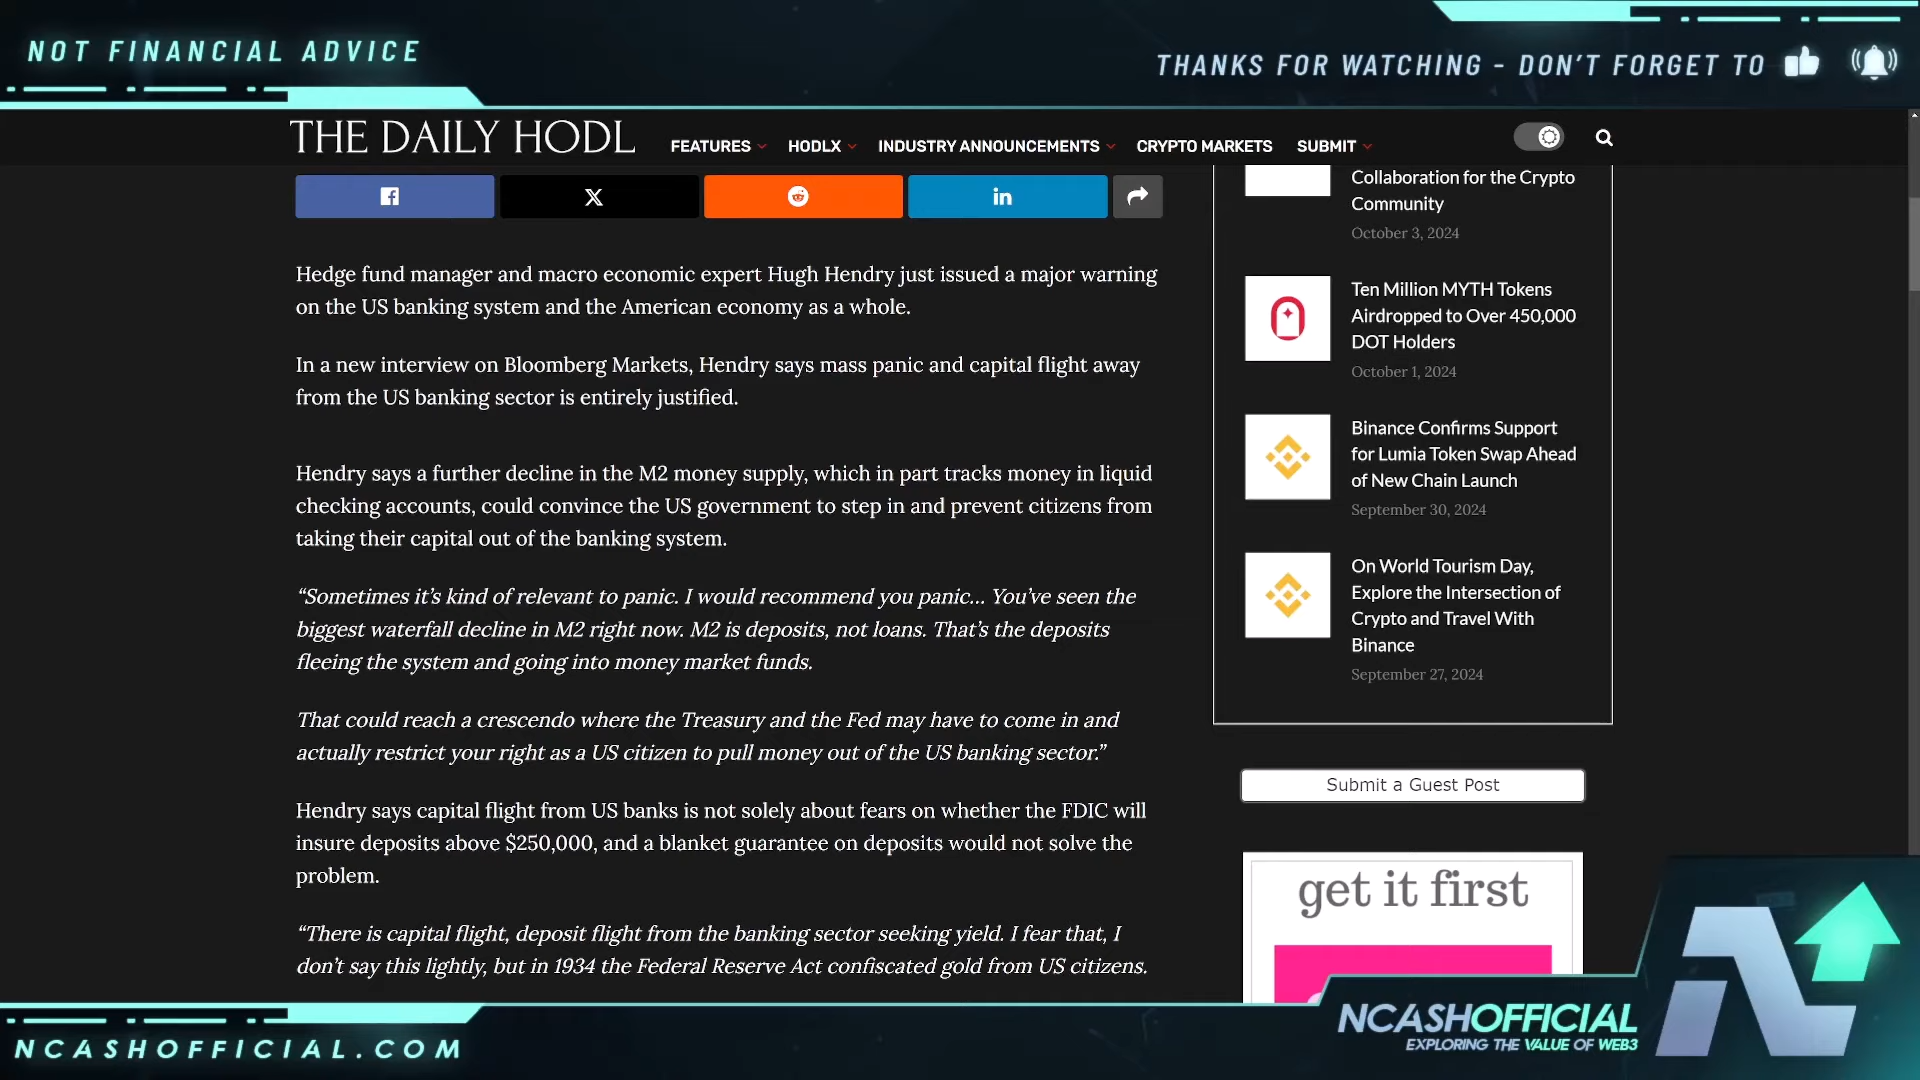 NOT FINANCIAL ADVICE
THANKS FOR WATCHING - DON'T FORGET TO
THE DAILY HODL
FEATURES
HODLX
INDUSTRY ANNOUNCEMENTS
CRYPTO MARKETS
SUBMIT
Hedge fund manager and macro economic expert Hugh Hendry just issued a major warning
on the US banking system and the American economy as a whole.
In a new interview on Bloomberg Markets, Hendry says mass panic and capital flight away
from the US banking sector is entirely justified.
Hendry says a further decline in the M2 money supply, which in part tracks money in liquid
checking accounts, could convince the US government to step in and prevent citizens from
taking their capital out of the banking system.
“Sometimes it’s kind of relevant to panic. I would recommend you panic… You’ve seen the
biggest waterfall decline in M2 right now. M2 is deposits, not loans. That’s the deposits
fleeing the system and going into money market funds.
That could reach a crescendo where the Treasury and the Fed may have to come in and
actually restrict your right as a US citizen to pull money out of the US banking sector.”
Hendry says capital flight from US banks is not solely about fears on whether the FDIC will
insure deposits above $250,000, and a blanket guarantee on deposits would not solve the
problem.
“There is capital flight, deposit flight from the banking sector seeking yield. I fear that, I
don’t say this lightly, but in 1934 the Federal Reserve Act confiscated gold from US citizens.
Collaboration for the Crypto
Community
October 3, 2024
Ten Million MYTH Tokens
Airdropped to Over 450,000
DOT Holders
October 1, 2024
Binance Confirms Support
for Lumia Token Swap Ahead
of New Chain Launch
September 30, 2024
On World Tourism Day,
Explore the Intersection of
Crypto and Travel With
Binance
September 27, 2024
Submit a Guest Post
get it first
NCASHOFFICIAL.COM
NCASHOFFICIAL
EXPLORING THE VALUE OF WEB3